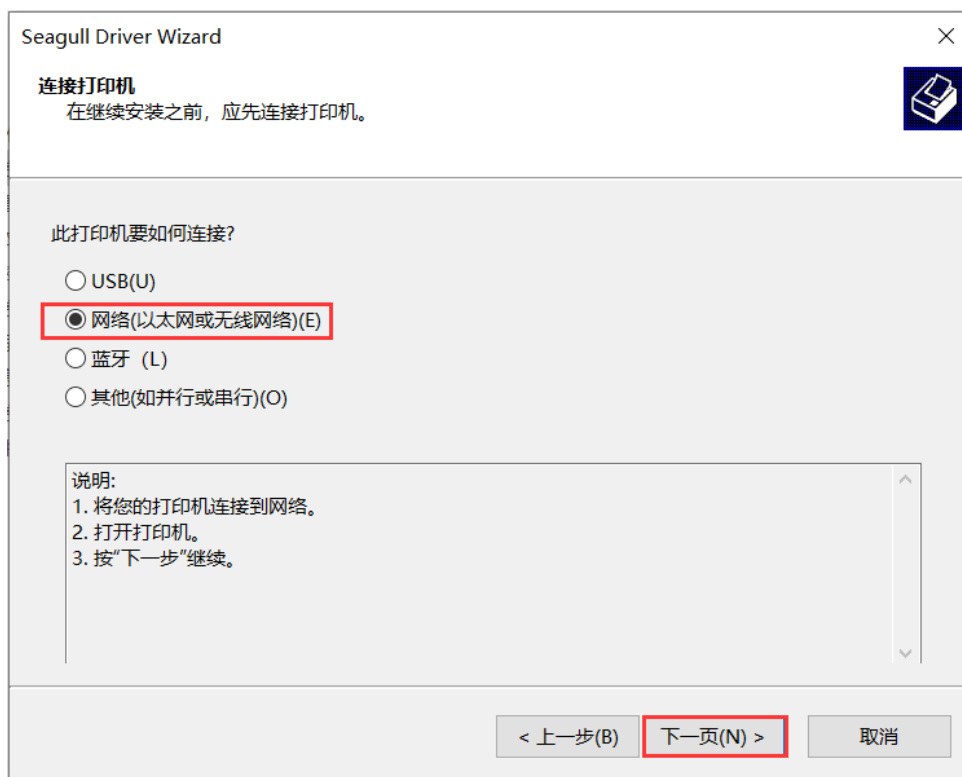 Seagull Driver Wizard
连接打印机
在继续安装之前，应先连接打印机。
此打印机要如何连接?
USB(U)
网络(以太网或无线网络)(E)
蓝牙（L）
其他(如并行或串行)(O)
说明:
1. 将您的打印机连接到网络。
2. 打开打印机。
3. 按“下一步”继续。
< 上一步(B)
下一页(N) >
取消